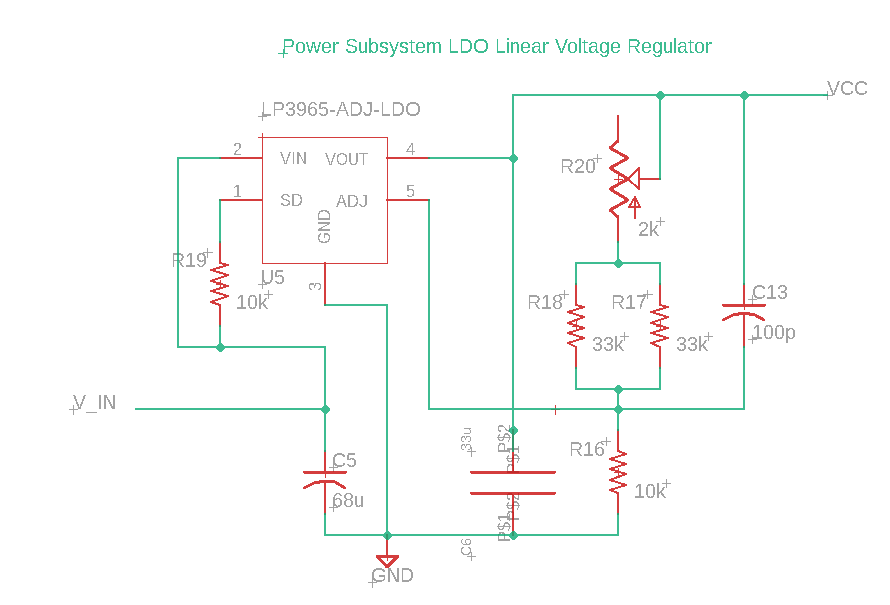 Power Subsystem LDO Linear Voltage Regulator
VCC
LP3965-ADJ-LDO
2
VIN
VOUT
4
1
SD
ADJ
5
GND
3
U5
R19
10k
R20
2k
R18
33k
R17
33k
C13
100p
V_IN
C5
68u
33u
P$2
P$1
P$2
P$1
C6
R16
10k
GND